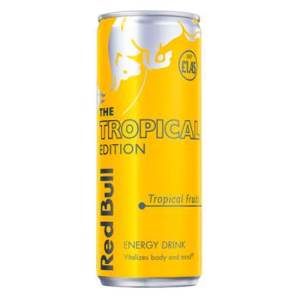 £1.45
THE
TROPICAL
EDITION
Tropical Fruits
Red Bull
ENERGY DRINK
Vitalizes body and mind®